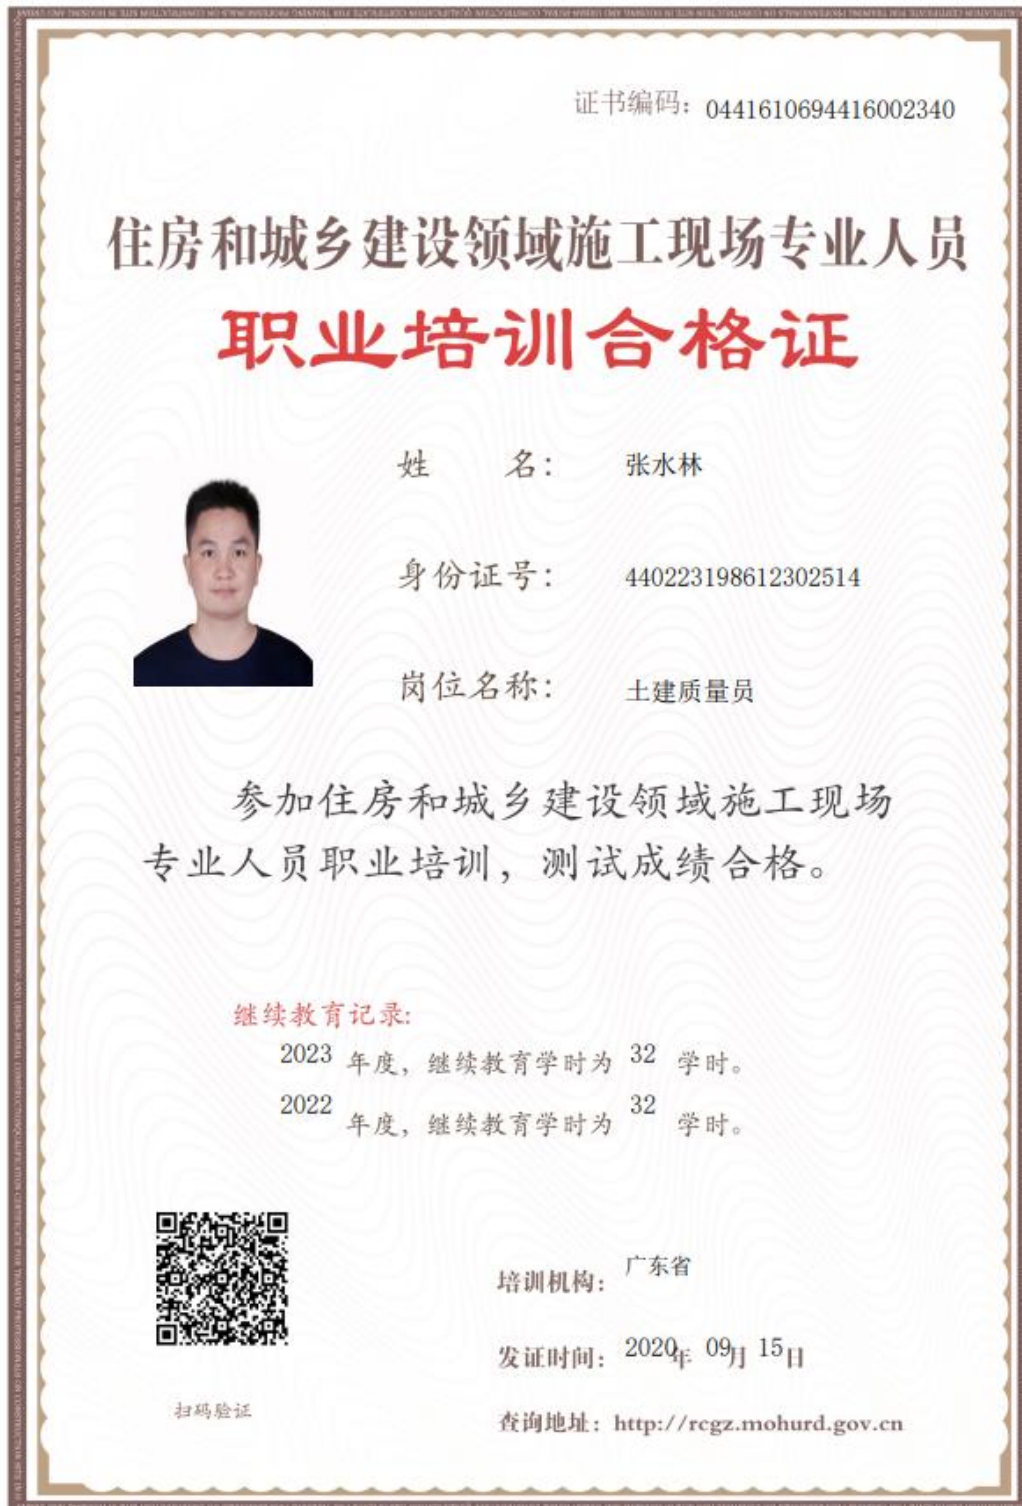 证书编码：0441610694416002340
住房和城乡建设领域施工现场专业人员
职业培训合格证
姓 名： 张水林
身份证号： 440223198612302514
岗位名称： 土建质量员
参加住房和城乡建设领域施工现场
专业人员职业培训，测试成绩合格。
继续教育记录:
2023 年度，继续教育学时为 32 学时。
2022 年度，继续教育学时为 32 学时。
培训机构： 广东省
发证时间： 2020年 09月 15日
扫码验证
查询地址：http://rcgz.mohurd.gov.cn